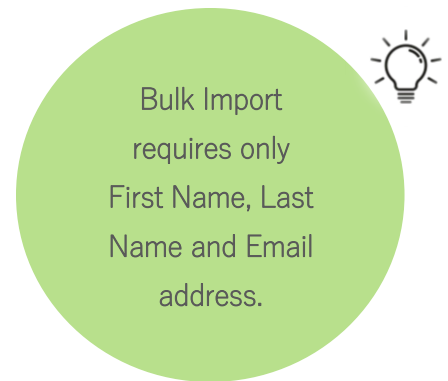 Bulk Import
requires only
First Name, Last
Name and Email
address.